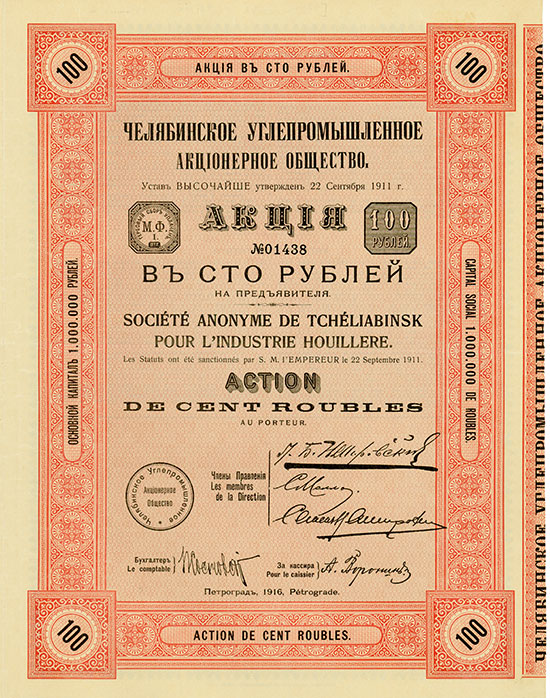 100
АКЦІЯ ВЪ СТО РУБЛЕЙ.
100
ЧЕЛЯБИНСКОЕ УГЛЕПРОМЫШЛЕННОЕ
АКЦІОНЕРНОЕ ОБЩЕСТВО.
Уставъ ВЫСОЧАЙШЕ утвержденъ 22 Сентября 1911 г.
М.Ф.
АКЦІЯ
100
РУБЛЕЙ.
№01438
ВЪ СТО РУБЛЕЙ
НА ПРЕДЪЯВИТЕЛЯ.
SOCIÉTÉ ANONYME DE TCHÉLIABINSK
POUR L'INDUSTRIE HOUILLERE.
Les Statuts ont été sanctionnés par S. M. l'EMPEREUR le 22 Septembre 1911.
ACTION
DE CENT ROUBLES
AU PORTEUR.
ОСНОВНОЙ КАПИТАЛЪ 1.000.000 РУБЛЕЙ.
CAPITAL SOCIAL 1.000.000 DE ROUBLES.
Челябинское Углепромышленное
Акціонерное
Общество
Члены Правленія
Les membres
de la Direction
Бухгалтеръ
Le comptable
За кассира
Pour le caissier
Петроградъ, 1916, Pétrograde.
100
ACTION DE CENT ROUBLES.
100
ЧЕЛЯБИНСКОЕ УГЛЕПРОМЫШЛЕННОЕ АКЦІОНЕРНОЕ ОБЩЕСТВО